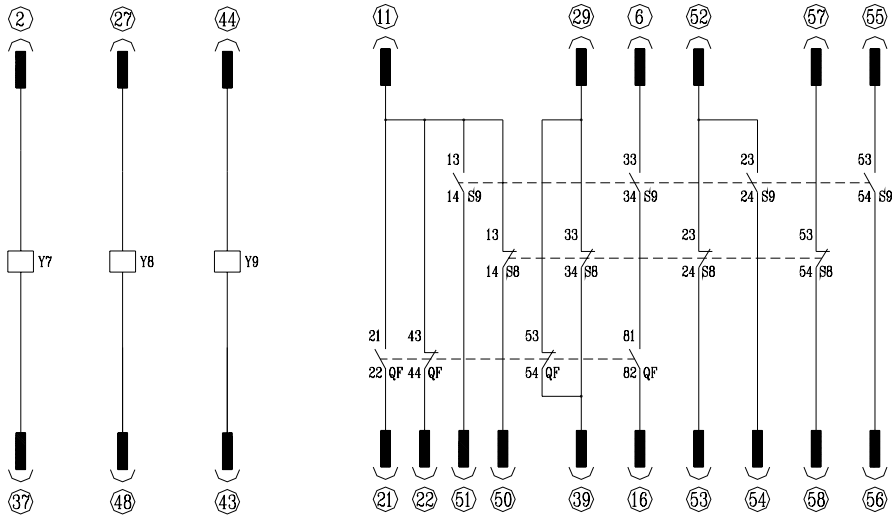 2 27 44 11 29 6 52 57 55
13 33 23 53
14 S9 34 S9 24 S9 54 S9
13 33 23 53
14 S8 34 S8 24 S8 54 S8
Y7 Y8 Y9
21 43 53 81
22 QF 44 QF 54 QF 82 QF
37 48 43 21 22 51 50 39 16 53 54 58 56